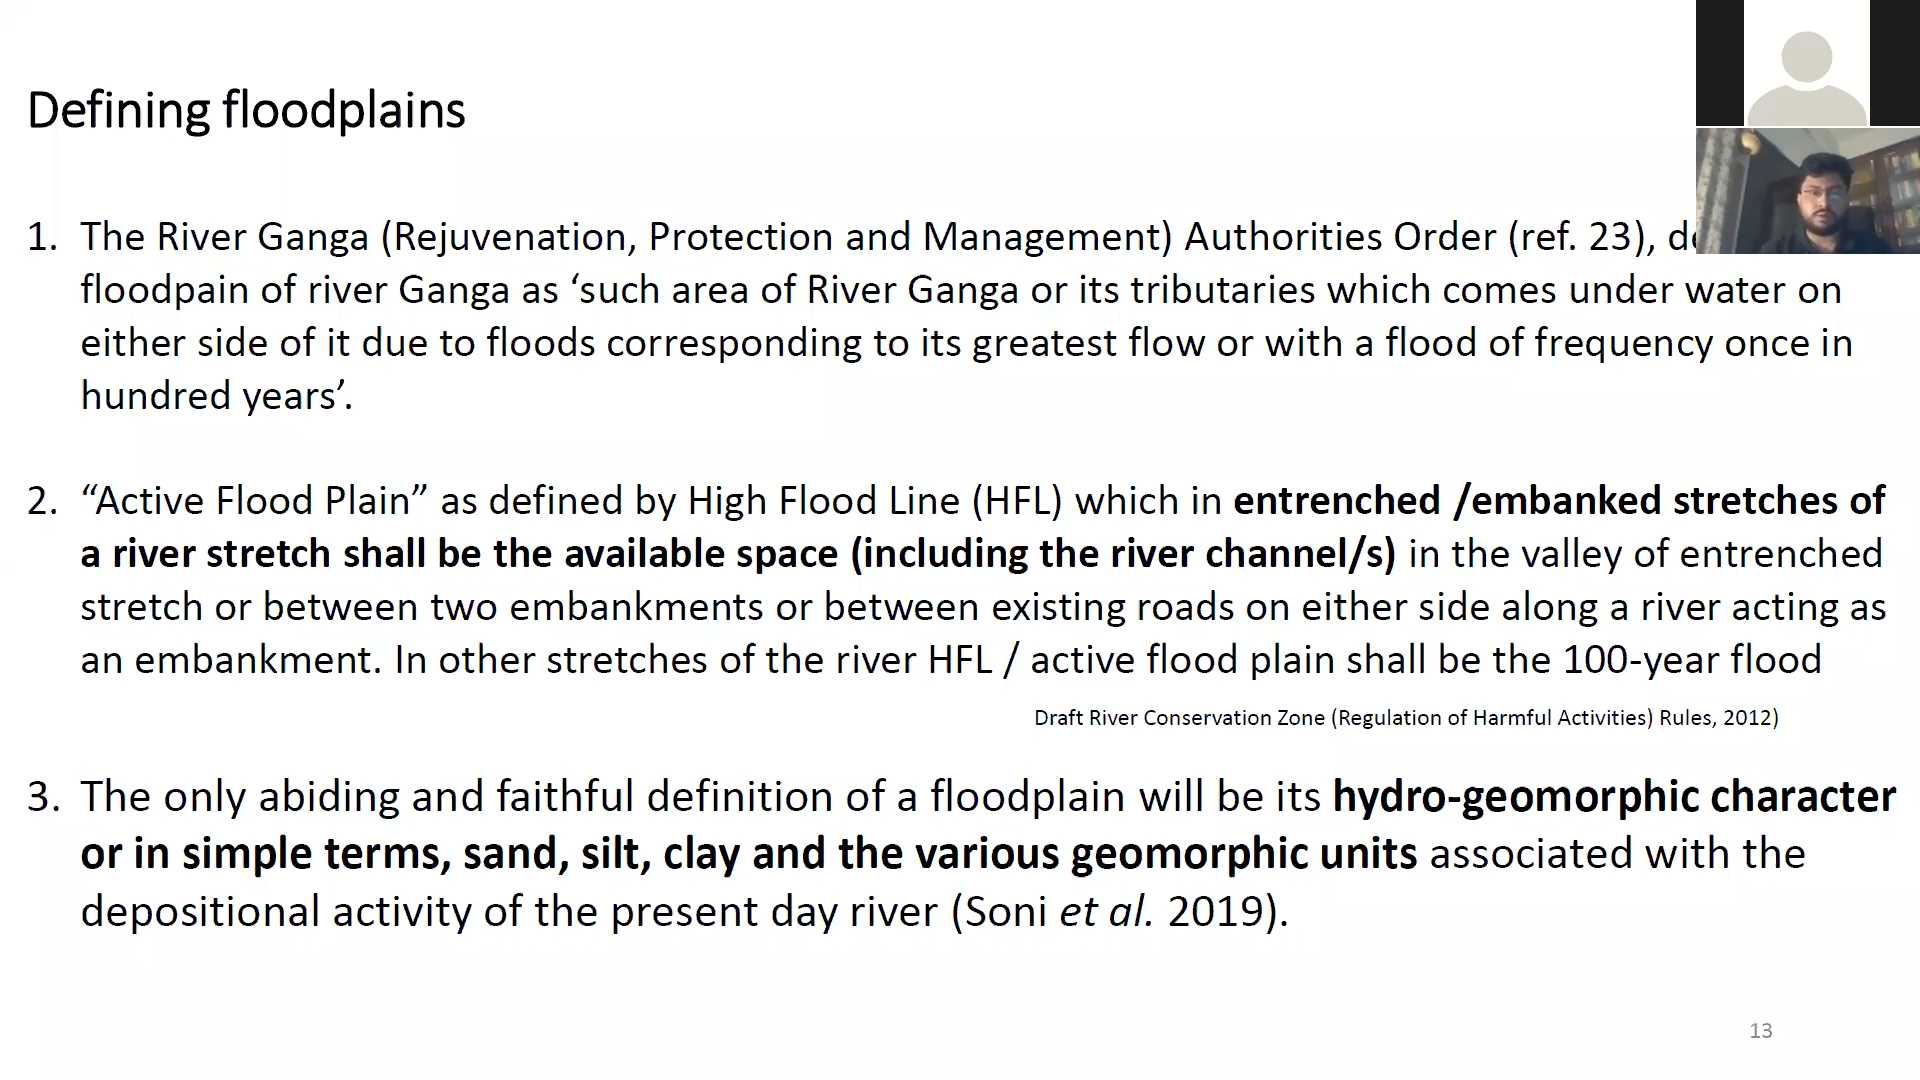 Defining floodplains
1. The River Ganga (Rejuvenation, Protection and Management) Authorities Order (ref. 23),
floodpain of river Ganga as ‘such area of River Ganga or its tributaries which comes under water on
either side of it due to floods corresponding to its greatest flow or with a flood of frequency once in
hundred years’.
2. “Active Flood Plain” as defined by High Flood Line (HFL) which in entrenched /embanked stretches of
a river stretch shall be the available space (including the river channel/s) in the valley of entrenched
stretch or between two embankments or between existing roads on either side along a river acting as
an embankment. In other stretches of the river HFL / active flood plain shall be the 100-year flood
Draft River Conservation Zone (Regulation of Harmful Activities) Rules, 2012)
3. The only abiding and faithful definition of a floodplain will be its hydro-geomorphic character
or in simple terms, sand, silt, clay and the various geomorphic units associated with the
depositional activity of the present day river (Soni et al. 2019).
13